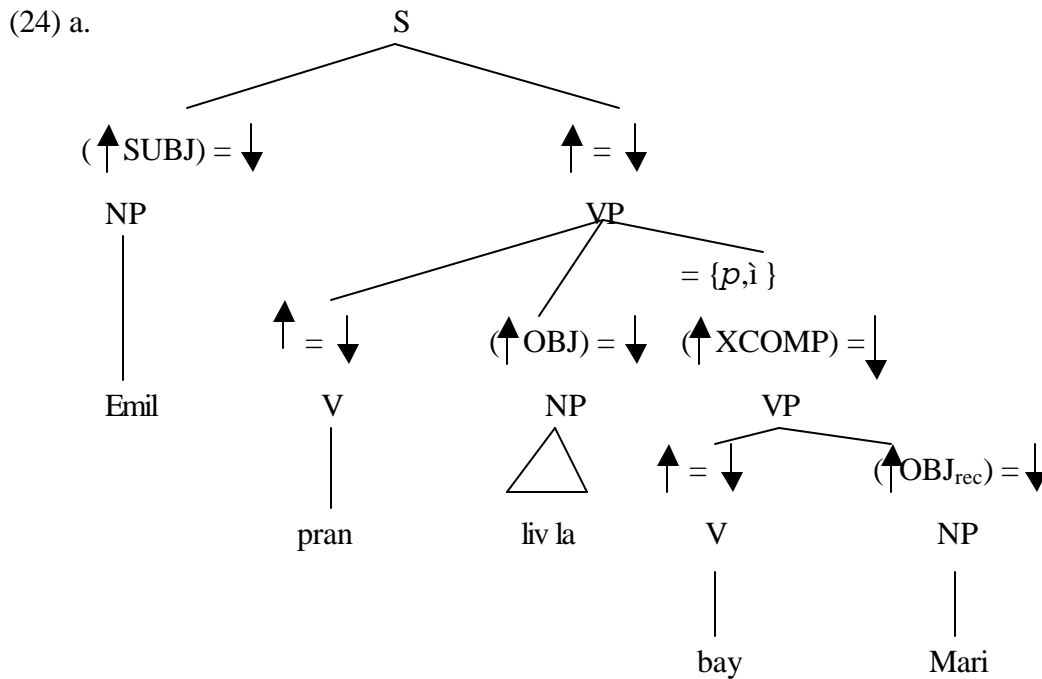 (24) a. S
(↑ SUBJ) = ↓ ↑ = ↓
NP VP
= {p,ì }
↑ = ↓ (↑ OBJ) = ↓ (↑ XCOMP) = ↓
Emil V NP VP
↑ = ↓ (↑ OBJrec) = ↓
pran liv la V NP
bay Mari